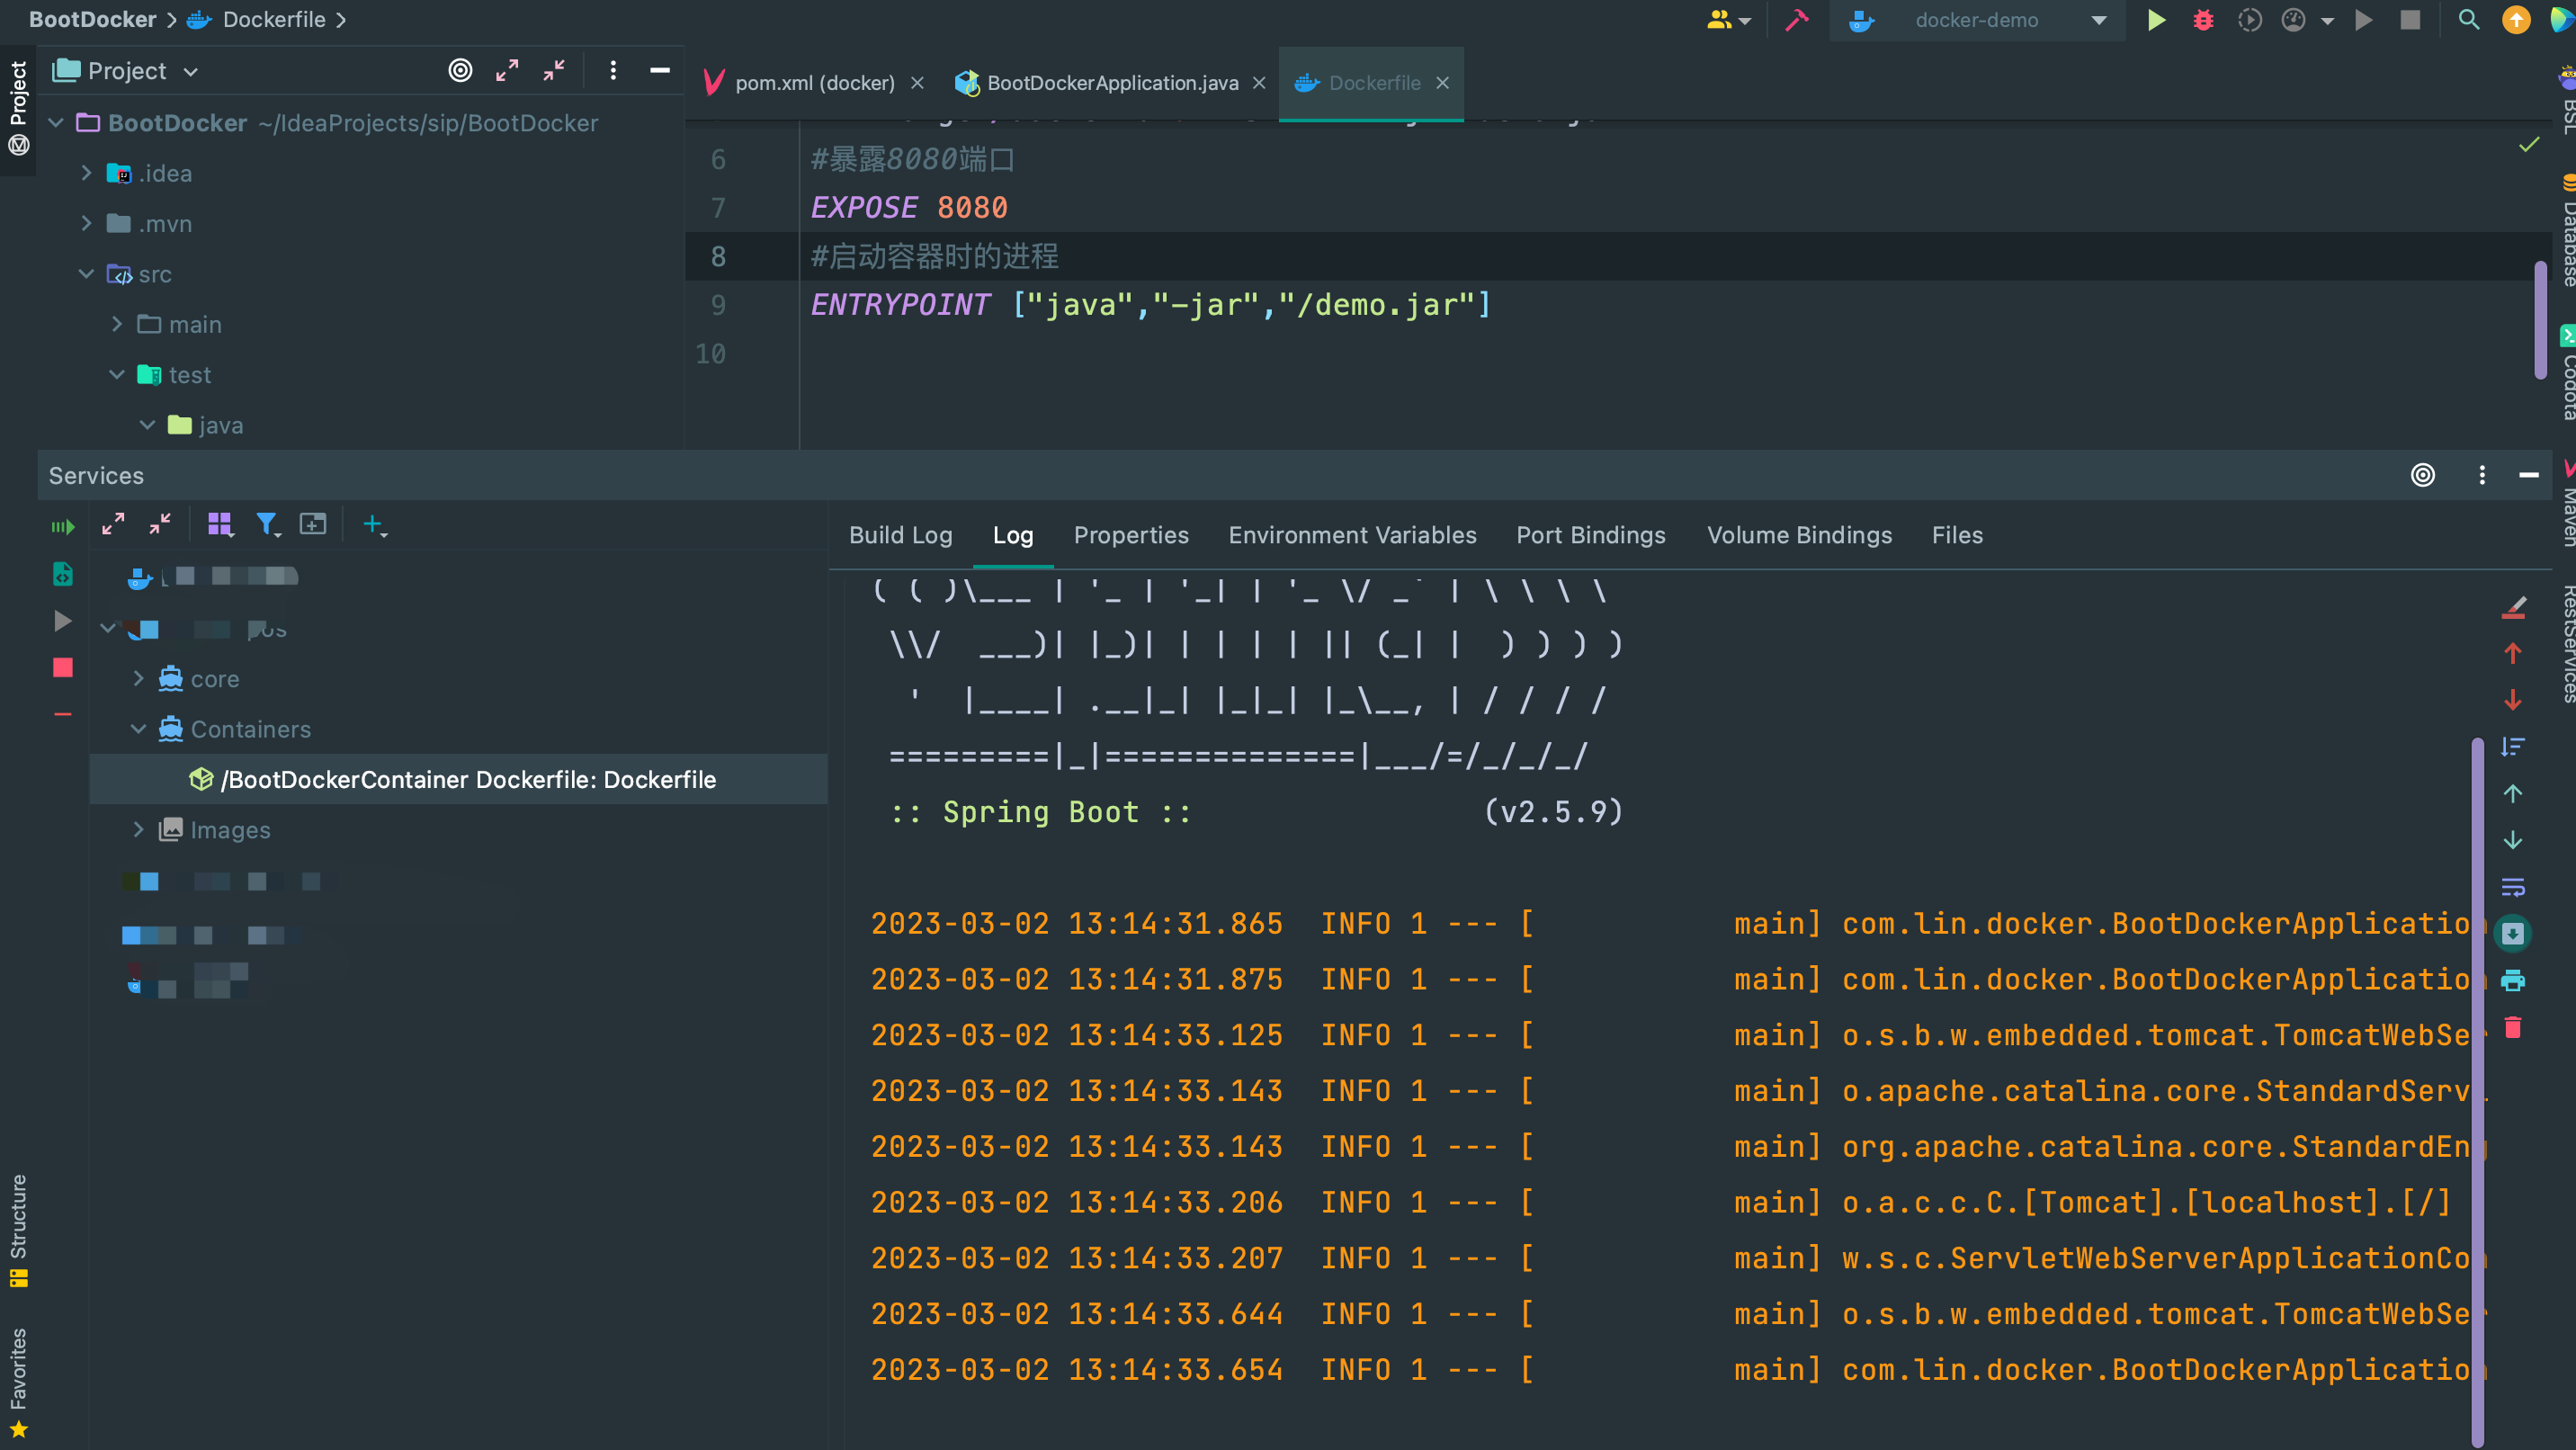 BootDocker Dockerfile
docker-demo
Project
Project
pom.xml (docker)
BootDockerApplication.java
Dockerfile
BootDocker ~/IdeaProjects/sip/BootDocker
.idea
.mvn
src
main
test
java
6 #暴露8080端口
7 EXPOSE 8080
8 #启动容器时的进程
9 ENTRYPOINT ["java","-jar","/demo.jar"]
10
BSL
Database
Codota
Maven
RestServices
Services
Build Log Log Properties Environment Variables Port Bindings Volume Bindings Files
core
Containers
/BootDockerContainer Dockerfile: Dockerfile
Images
( ( )\___ | '_ | '_| | '_ \/ _` | \ \ \ \
\\/  ___)| |_)| | | | | || (_| |  ) ) ) )
'  |____| .__|_| |_|_| |_\__, | / / / /
=========|_|==============|___/=/_/_/_/
:: Spring Boot :: (v2.5.9)
2023-03-02 13:14:31.865  INFO 1 --- [           main] com.lin.docker.BootDockerApplication
2023-03-02 13:14:31.875  INFO 1 --- [           main] com.lin.docker.BootDockerApplication
2023-03-02 13:14:33.125  INFO 1 --- [           main] o.s.b.w.embedded.tomcat.TomcatWebSer
2023-03-02 13:14:33.143  INFO 1 --- [           main] o.apache.catalina.core.StandardServi
2023-03-02 13:14:33.143  INFO 1 --- [           main] org.apache.catalina.core.StandardEng
2023-03-02 13:14:33.206  INFO 1 --- [           main] o.a.c.c.C.[Tomcat].[localhost].[/]
2023-03-02 13:14:33.207  INFO 1 --- [           main] w.s.c.ServletWebServerApplicationCon
2023-03-02 13:14:33.644  INFO 1 --- [           main] o.s.b.w.embedded.tomcat.TomcatWebSer
2023-03-02 13:14:33.654  INFO 1 --- [           main] com.lin.docker.BootDockerApplication
Structure
Favorites